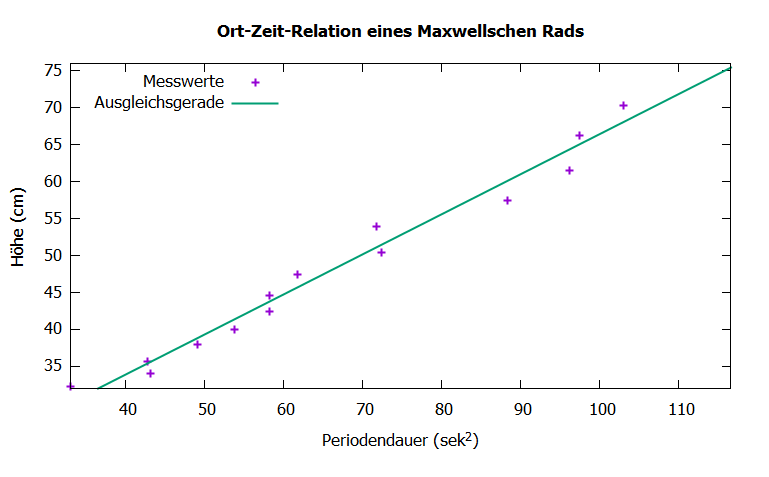 Ort-Zeit-Relation eines Maxwellschen Rads
Messwerte
Ausgleichsgerade
Höhe (cm)
75
70
65
60
55
50
45
40
35
40 50 60 70 80 90 100 110
Periodendauer (sek²)